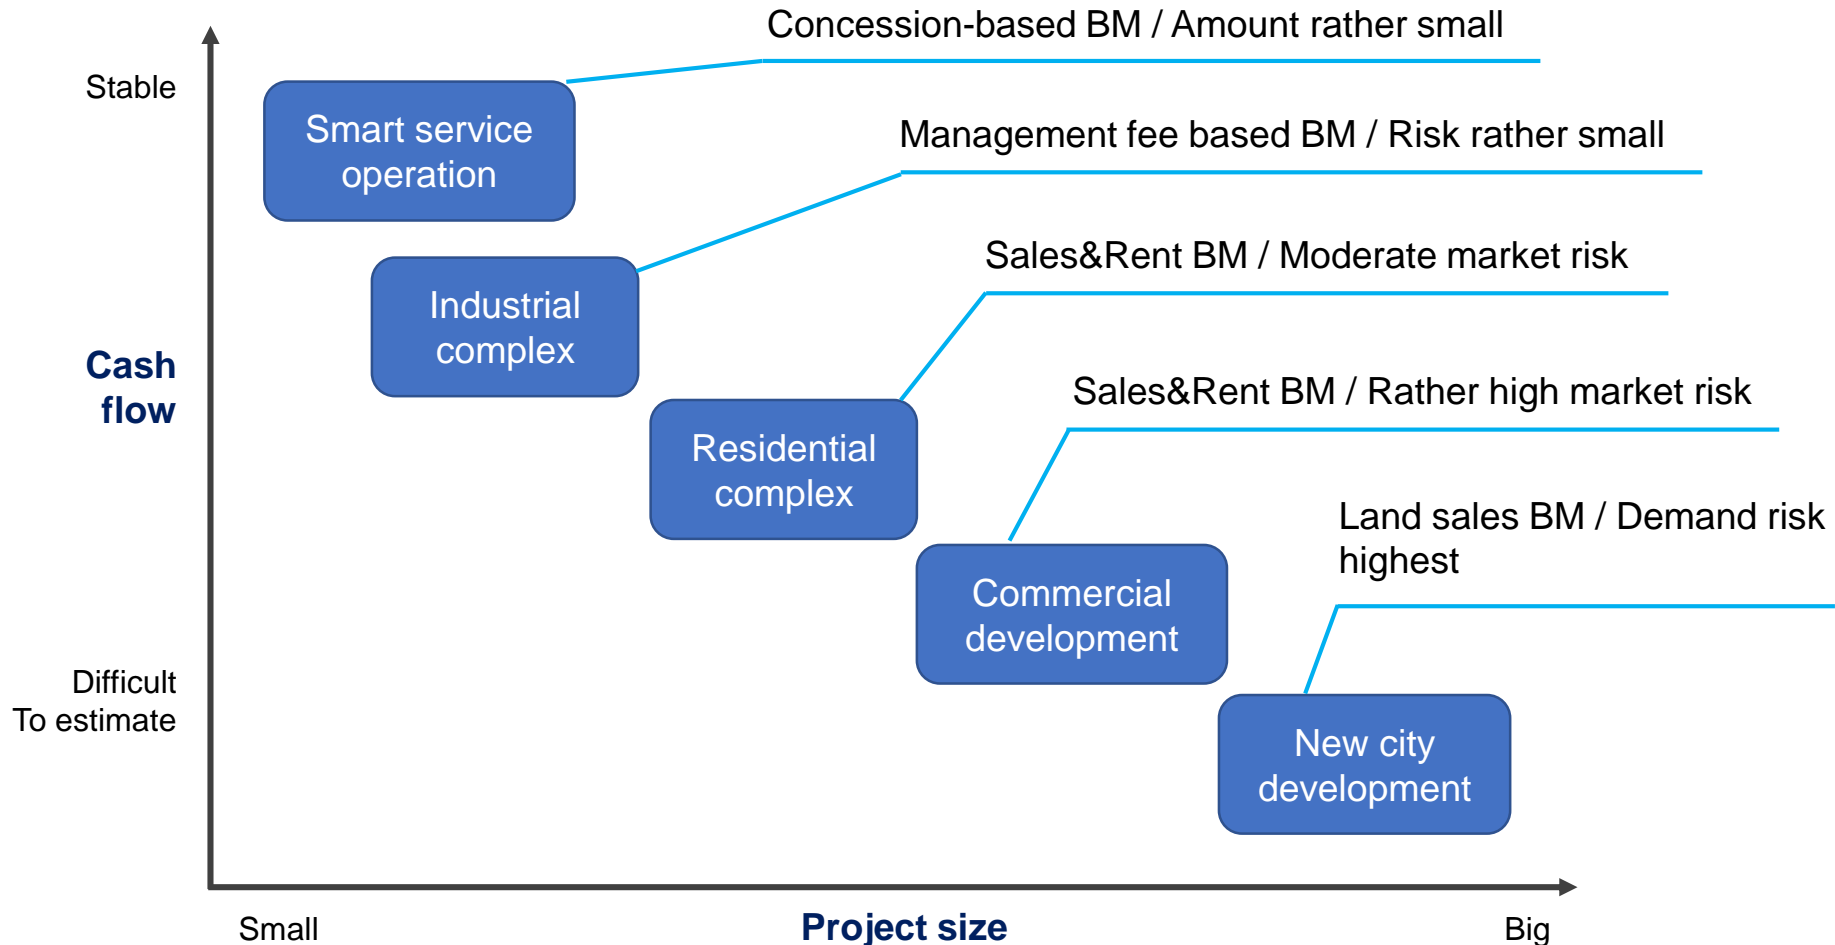 Concession-based BM / Amount rather small
Stable
Smart service
operation
Management fee based BM / Risk rather small
Industrial
complex
Sales&Rent BM / Moderate market risk
Cash
flow
Residential
complex
Sales&Rent BM / Rather high market risk
Commercial
development
Land sales BM / Demand risk
highest
Difficult
To estimate
New city
development
Small
Project size
Big